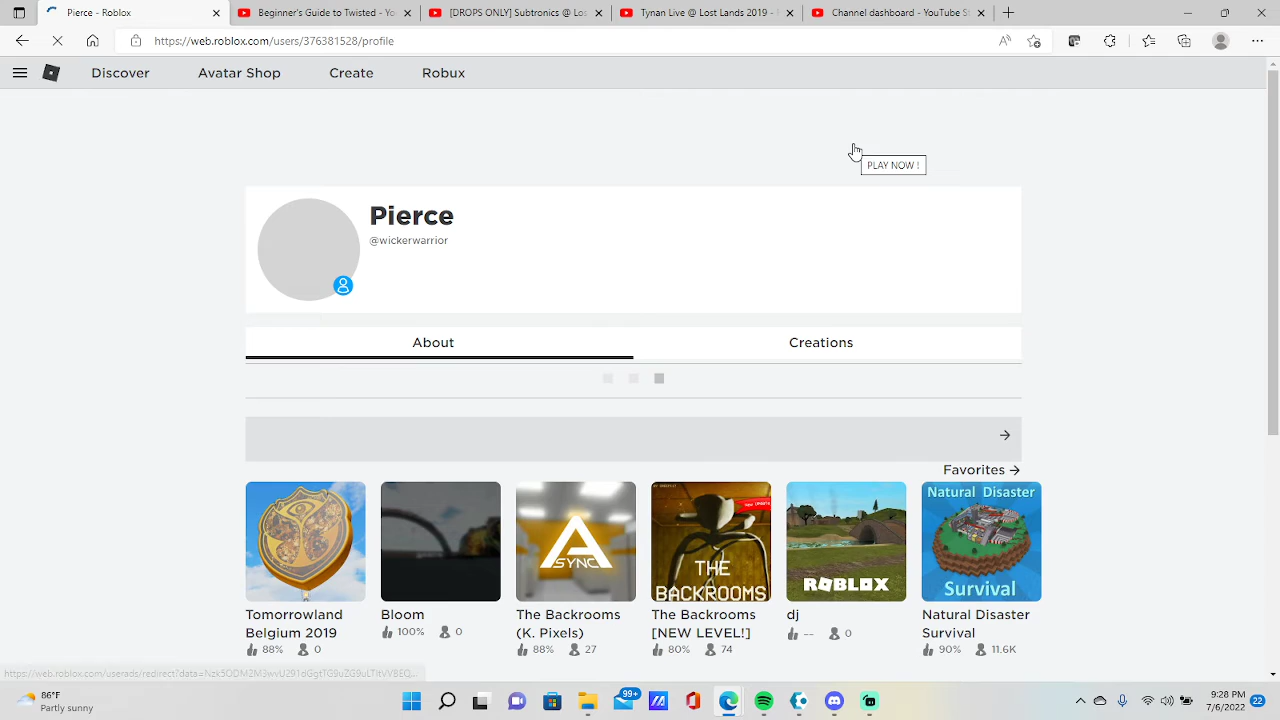 Pierce - Roblox
Beginner's Guide to Twisted - Yo
[DROPS ONLY] Subtronics @ Los
Tynan Live @ Lost Lands 2019 -
Channel dashboard - YouTube St
https://web.roblox.com/users/376381528/profile
Discover
Avatar Shop
Create
Robux
PLAY NOW !
Pierce
@wickerwarrior
About
Creations
Favorites
A
SYNC
New Update
THE
BACKROOMS
ROBLOX
Natural Disaster
Survival
Tomorrowland
Belgium 2019
88% 0
Bloom
100% 0
The Backrooms
(K. Pixels)
88% 27
The Backrooms
[NEW LEVEL!]
80% 74
dj
-- 0
Natural Disaster
Survival
90% 11.6K
86°F
Partly sunny
99+
9:28 PM
7/6/2022
22